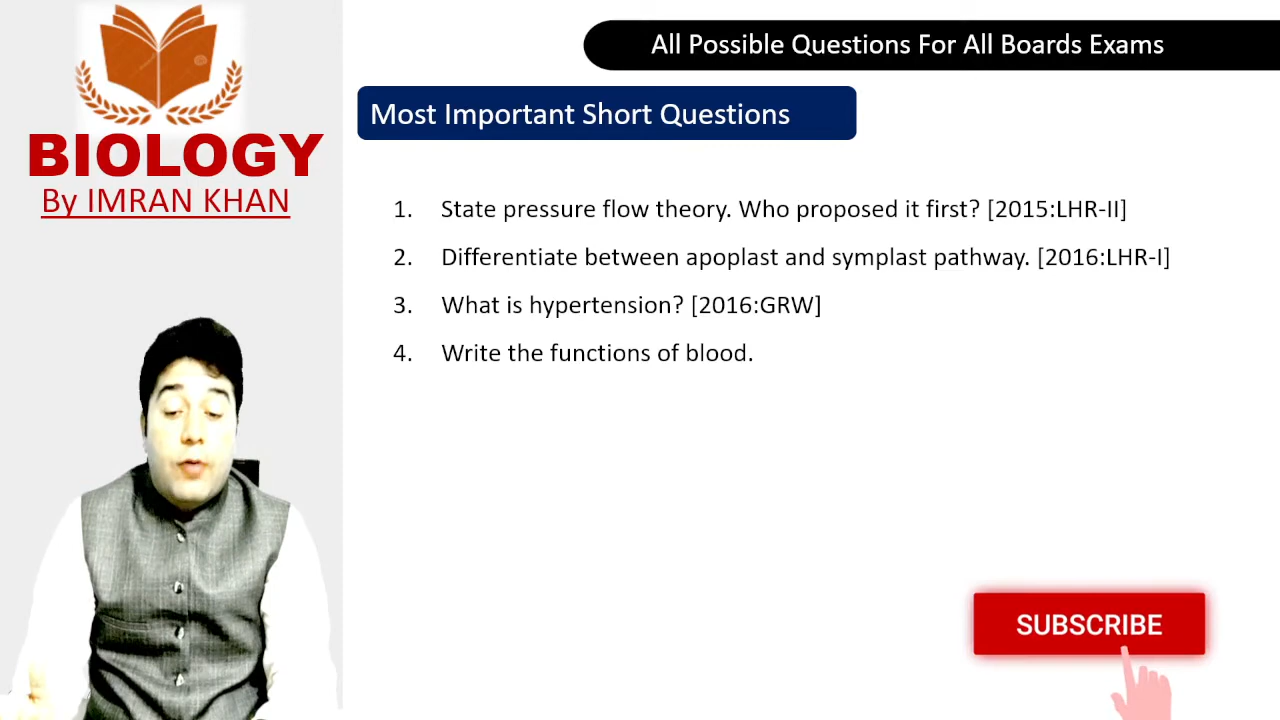 All Possible Questions For All Boards Exams
Most Important Short Questions
BIOLOGY
By IMRAN KHAN
1. State pressure flow theory. Who proposed it first? [2015:LHR-II]
2. Differentiate between apoplast and symplast pathway. [2016:LHR-I]
3. What is hypertension? [2016:GRW]
4. Write the functions of blood.
SUBSCRIBE